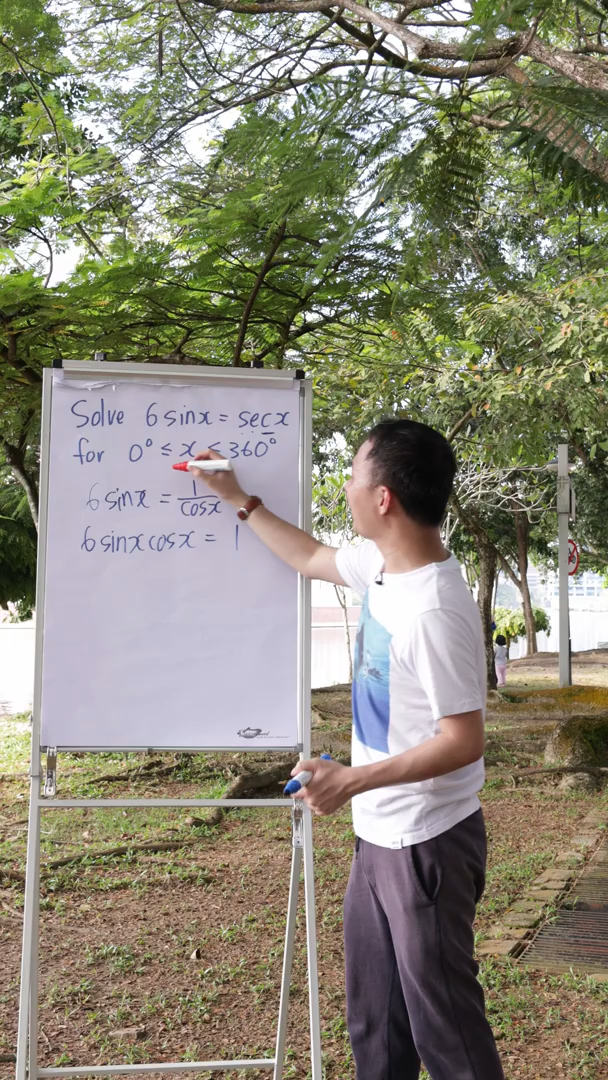 Solve 6 sinx = secx
for 0° ≤ x ≤ 360°
6 sinx = 1/cosx
6 sinx cosx = 1